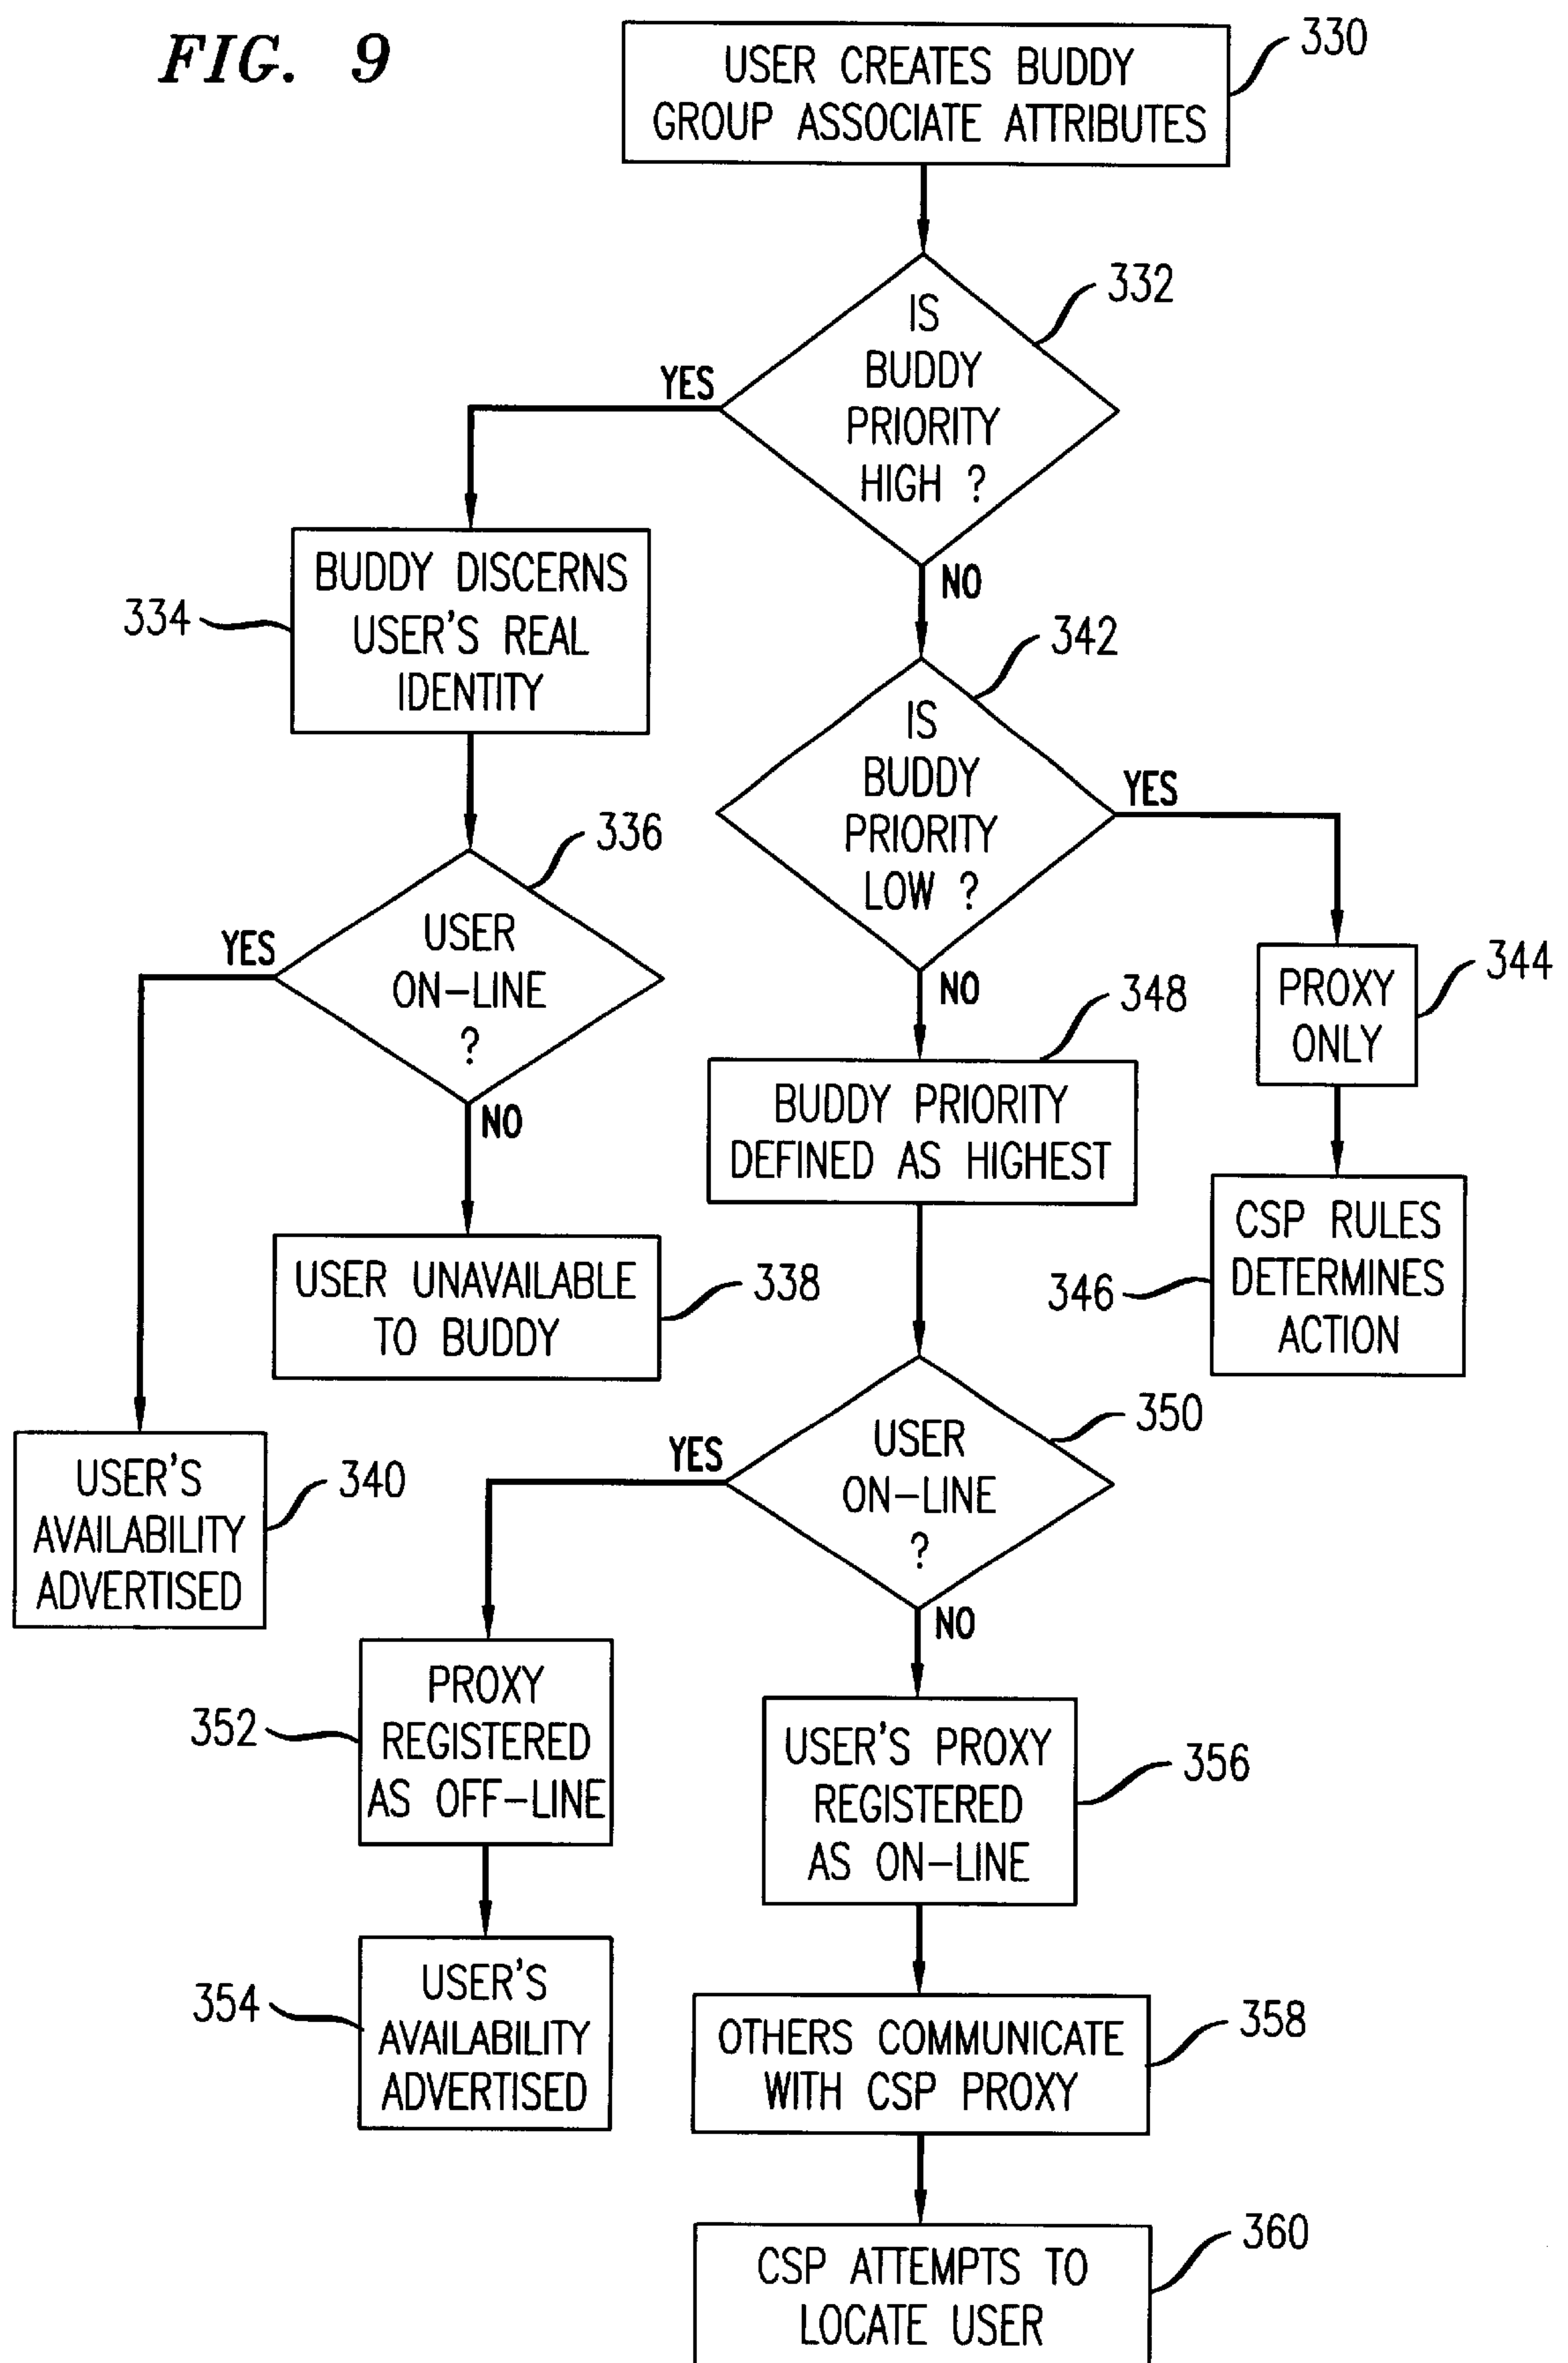 FIG. 9
USER CREATES BUDDY
GROUP ASSOCIATE ATTRIBUTES
330
IS
BUDDY
PRIORITY
HIGH ?
332
YES
NO
BUDDY DISCERNS
USER'S REAL
IDENTITY
334
IS
BUDDY
PRIORITY
LOW ?
342
YES
NO
USER
ON-LINE
?
336
YES
NO
PROXY
ONLY
344
BUDDY PRIORITY
DEFINED AS HIGHEST
348
CSP RULES
DETERMINES
ACTION
346
USER UNAVAILABLE
TO BUDDY
338
USER'S
AVAILABILITY
ADVERTISED
340
USER
ON-LINE
?
350
YES
NO
PROXY
REGISTERED
AS OFF-LINE
352
USER'S PROXY
REGISTERED
AS ON-LINE
356
USER'S
AVAILABILITY
ADVERTISED
354
OTHERS COMMUNICATE
WITH CSP PROXY
358
CSP ATTEMPTS TO
LOCATE USER
360